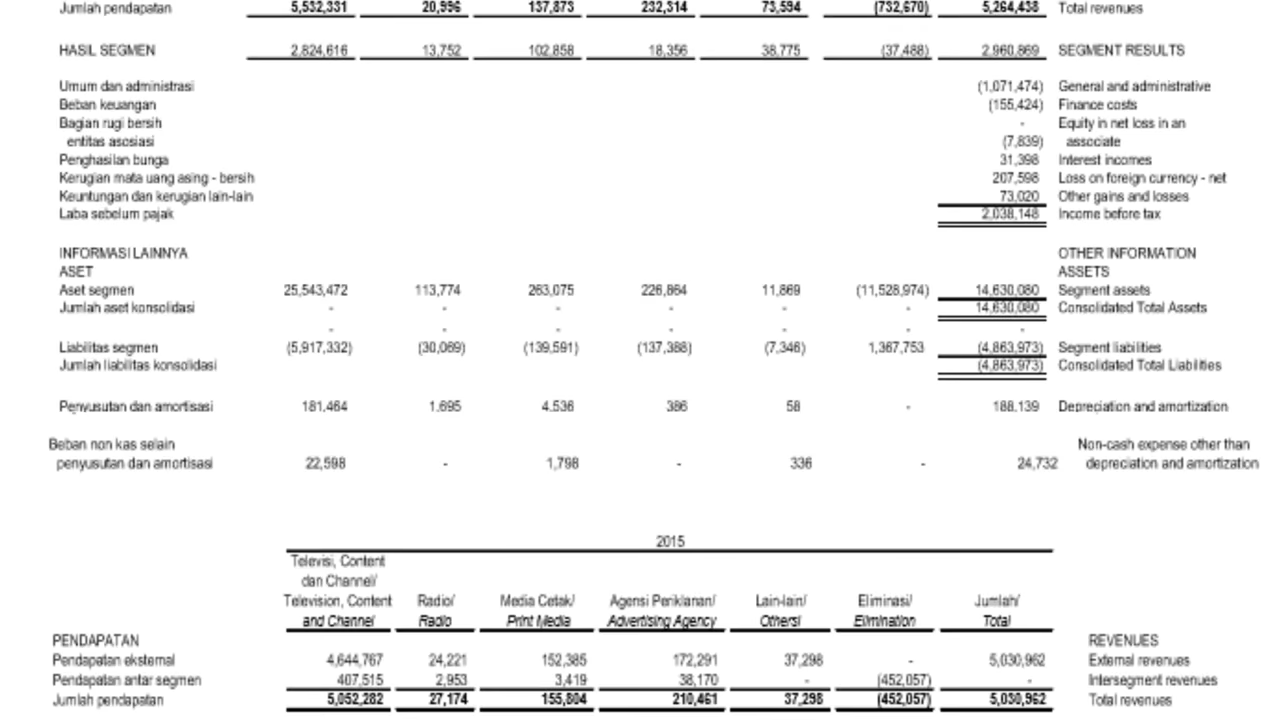 Jumlah pendapatan 5,532,331 20,996 137,873 232,314 73,594 (732,670) 5,264,438 Total revenues
HASIL SEGMEN 2,824,616 13,752 102,858 18,356 38,775 (37,488) 2,960,869 SEGMENT RESULTS
Umum dan administrasi (1,071,474) General and administrative
Beban keuangan (155,424) Finance costs
Bagian rugi bersih - Equity in net loss in an
entitas asosiasi (7,839) associate
Penghasilan bunga 31,398 Interest incomes
Kerugian mata uang asing - bersih 207,598 Loss on foreign currency - net
Keuntungan dan kerugian lain-lain 73,020 Other gains and losses
Laba sebelum pajak 2,038,148 Income before tax
INFORMASI LAINNYA OTHER INFORMATION
ASET ASSETS
Aset segmen 25,543,472 113,774 263,075 226,864 11,869 (11,528,974) 14,630,080 Segment assets
Jumlah aset konsolidasi - - - - - - 14,630,080 Consolidated Total Assets
- - - - - - -
Liabilitas segmen (5,917,332) (30,069) (139,591) (137,388) (7,346) 1,367,753 (4,863,973) Segment liabilities
Jumlah liabilitas konsolidasi (4,863,973) Consolidated Total Liabilities
Penyusutan dan amortisasi 181,464 1,695 4,536 386 58 - 188,139 Depreciation and amortization
Beban non kas selain Non-cash expense other than
penyusutan dan amortisasi 22,598 - 1,798 - 336 - 24,732 depreciation and amortization
2015
Televisi, Content
dan Channel/
Television, Content Radio/ Media Cetak/ Agensi Periklanan/ Lain-lain/ Eliminasi/ Jumlah/
and Channel Radio Print Media Advertising Agency Others/ Elimination Total
PENDAPATAN REVENUES
Pendapatan eksternal 4,644,767 24,221 152,385 172,291 37,298 - 5,030,962 External revenues
Pendapatan antar segmen 407,515 2,953 3,419 38,170 - (452,057) - Intersegment revenues
Jumlah pendapatan 5,052,282 27,174 155,804 210,461 37,298 (452,057) 5,030,962 Total revenues